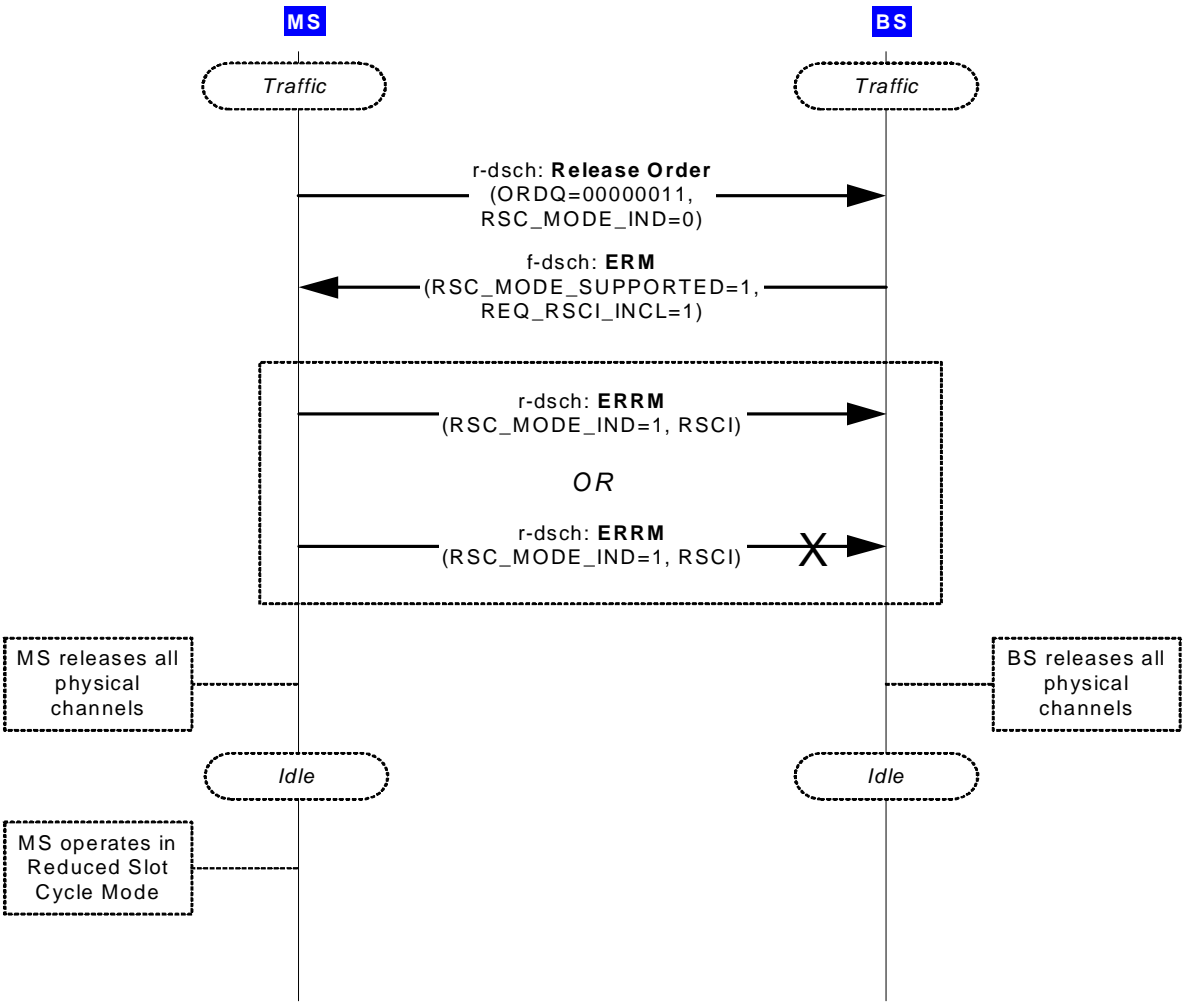 MS
BS
Traffic
Traffic
r-dsch: Release Order
(ORDQ=00000011,
RSC_MODE_IND=0)
f-dsch: ERM
(RSC_MODE_SUPPORTED=1,
REQ_RSCI_INCL=1)
r-dsch: ERRM
(RSC_MODE_IND=1, RSCI)
OR
r-dsch: ERRM
(RSC_MODE_IND=1, RSCI)
X
MS releases all
physical
channels
BS releases all
physical
channels
Idle
Idle
MS operates in
Reduced Slot
Cycle Mode